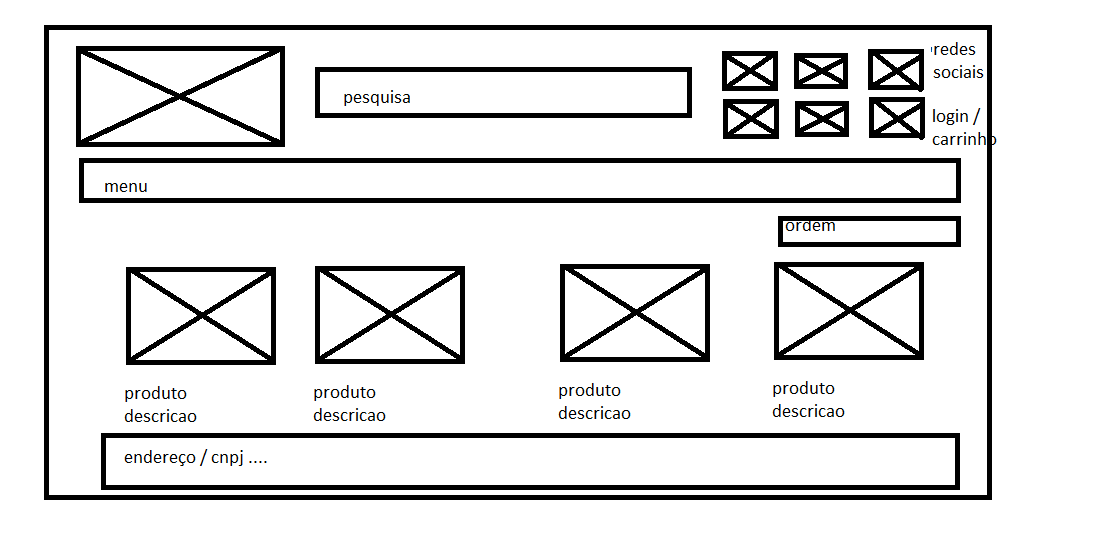 redes
sociais
pesquisa
login /
carrinho
menu
ordem
produto
descricao
produto
descricao
produto
descricao
produto
descricao
endereço / cnpj ....